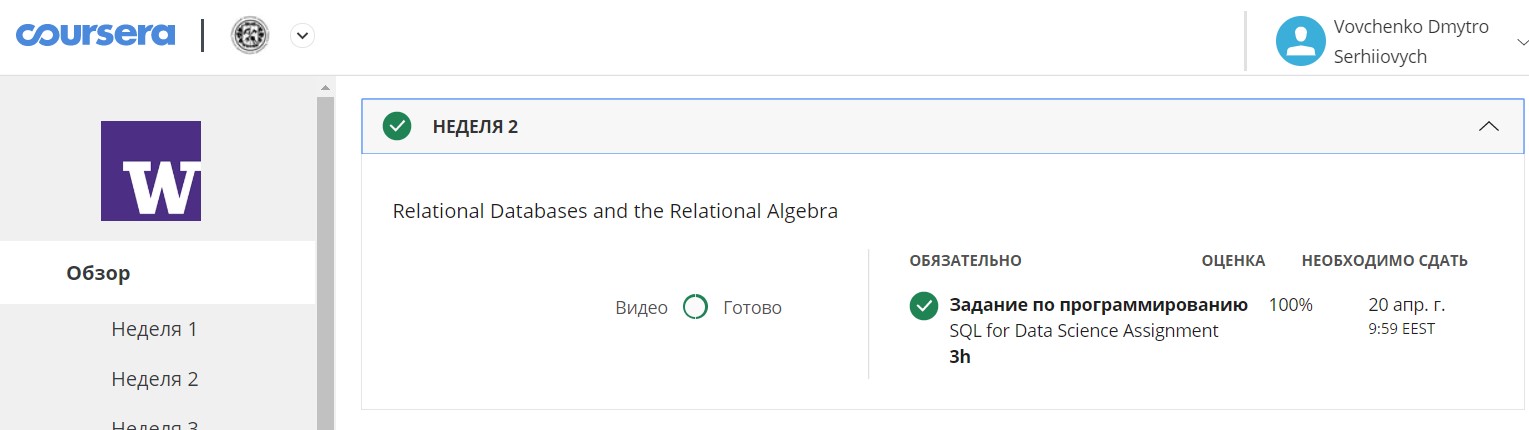 coursera
Vovchenko Dmytro
Serhiiovych
W
Обзор
Неделя 1
Неделя 2
Неделя 3
НЕДЕЛЯ 2
Relational Databases and the Relational Algebra
Видео Готово
ОБЯЗАТЕЛЬНО ОЦЕНКА НЕОБХОДИМО СДАТЬ
Задание по программированию 100% 20 апр. г.
SQL for Data Science Assignment 9:59 EEST
3h